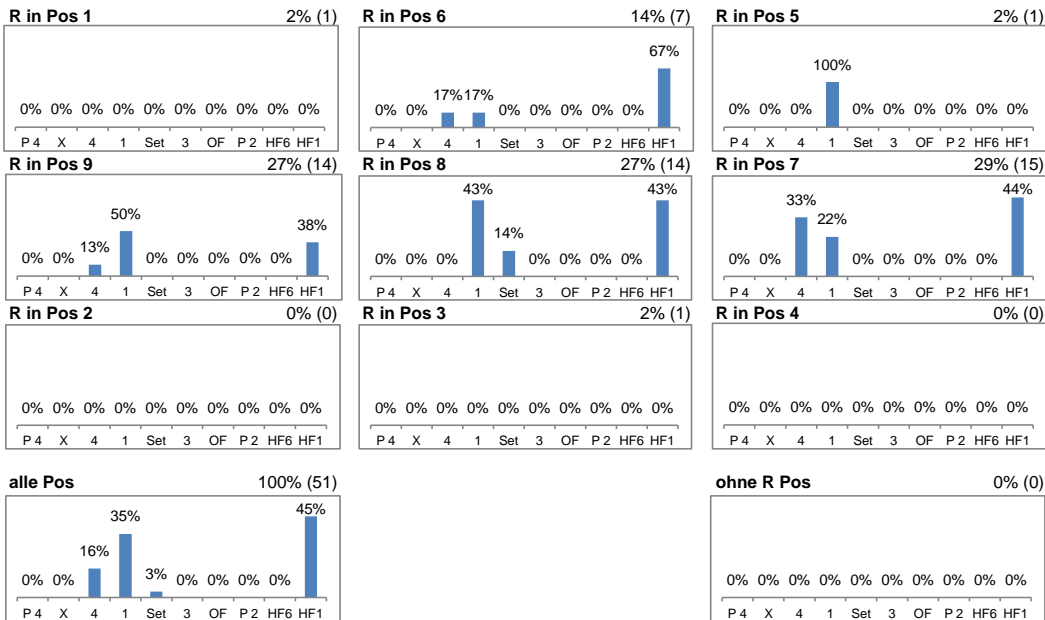 R in Pos 1 2% (1)
0% 0% 0% 0% 0% 0% 0% 0% 0% 0%
P 4 X 4 1 Set 3 OF P 2 HF6 HF1
R in Pos 6 14% (7)
67%
17% 17%
0% 0% 0% 0% 0% 0% 0%
P 4 X 4 1 Set 3 OF P 2 HF6 HF1
R in Pos 5 2% (1)
100%
0% 0% 0% 0% 0% 0% 0% 0% 0%
P 4 X 4 1 Set 3 OF P 2 HF6 HF1
R in Pos 9 27% (14)
50%
38%
13%
0% 0% 0% 0% 0% 0% 0%
P 4 X 4 1 Set 3 OF P 2 HF6 HF1
R in Pos 8 27% (14)
43% 43%
14%
0% 0% 0% 0% 0% 0% 0%
P 4 X 4 1 Set 3 OF P 2 HF6 HF1
R in Pos 7 29% (15)
44%
33%
22%
0% 0% 0% 0% 0% 0% 0%
P 4 X 4 1 Set 3 OF P 2 HF6 HF1
R in Pos 2 0% (0)
0% 0% 0% 0% 0% 0% 0% 0% 0% 0%
P 4 X 4 1 Set 3 OF P 2 HF6 HF1
R in Pos 3 2% (1)
0% 0% 0% 0% 0% 0% 0% 0% 0% 0%
P 4 X 4 1 Set 3 OF P 2 HF6 HF1
R in Pos 4 0% (0)
0% 0% 0% 0% 0% 0% 0% 0% 0% 0%
P 4 X 4 1 Set 3 OF P 2 HF6 HF1
alle Pos 100% (51)
45%
35%
16%
0% 0% 3% 0% 0% 0% 0%
P 4 X 4 1 Set 3 OF P 2 HF6 HF1
ohne R Pos 0% (0)
0% 0% 0% 0% 0% 0% 0% 0% 0% 0%
P 4 X 4 1 Set 3 OF P 2 HF6 HF1